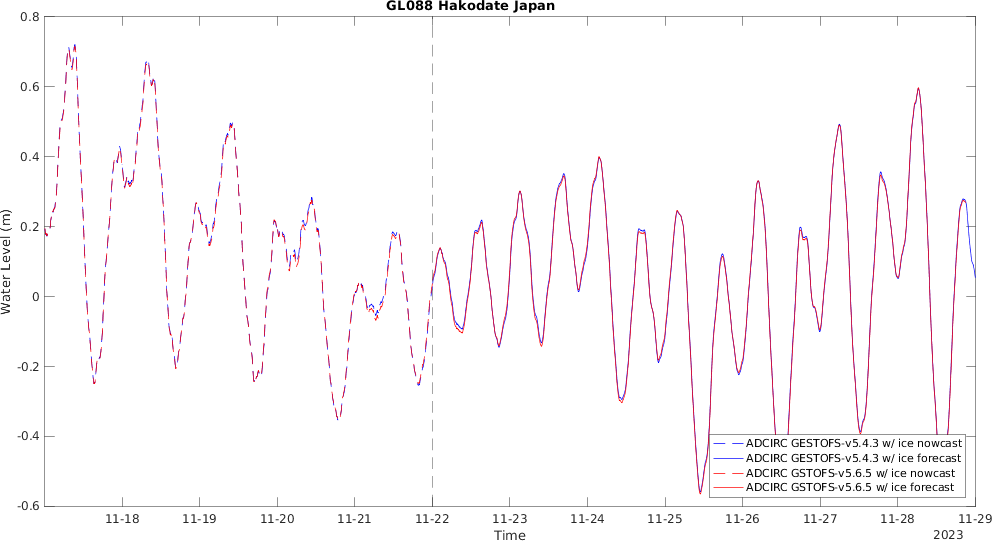 GL088 Hakodate Japan
0.8
0.6
0.4
0.2
0
-0.2
-0.4
-0.6
Water Level (m)
ADCIRC GESTOFS-v5.4.3 w/ ice nowcast
ADCIRC GESTOFS-v5.4.3 w/ ice forecast
ADCIRC GSTOFS-v5.6.5 w/ ice nowcast
ADCIRC GSTOFS-v5.6.5 w/ ice forecast
11-18 11-19 11-20 11-21 11-22 11-23 11-24 11-25 11-26 11-27 11-28 11-29
Time
2023